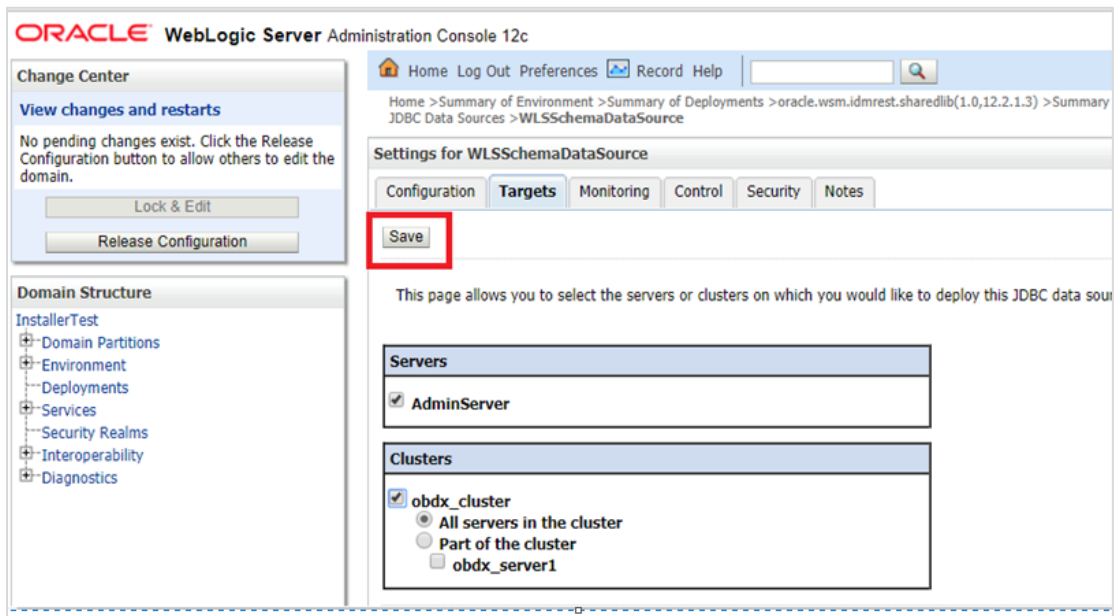 ORACLE WebLogic Server Administration Console 12c
Change Center
View changes and restarts
No pending changes exist. Click the Release
Configuration button to allow others to edit the
domain.
Lock & Edit
Release Configuration
Domain Structure
InstallerTest
Domain Partitions
Environment
Deployments
Services
Security Realms
Interoperability
Diagnostics
Home Log Out Preferences Record Help
Home >Summary of Environment >Summary of Deployments >oracle.wsm.idmrest.sharedlib(1.0,12.2.1.3) >Summary
JDBC Data Sources >WLSSchemaDataSource
Settings for WLSSchemaDataSource
Configuration Targets Monitoring Control Security Notes
Save
This page allows you to select the servers or clusters on which you would like to deploy this JDBC data sou
Servers
AdminServer
Clusters
obdx_cluster
All servers in the cluster
Part of the cluster
obdx_server1